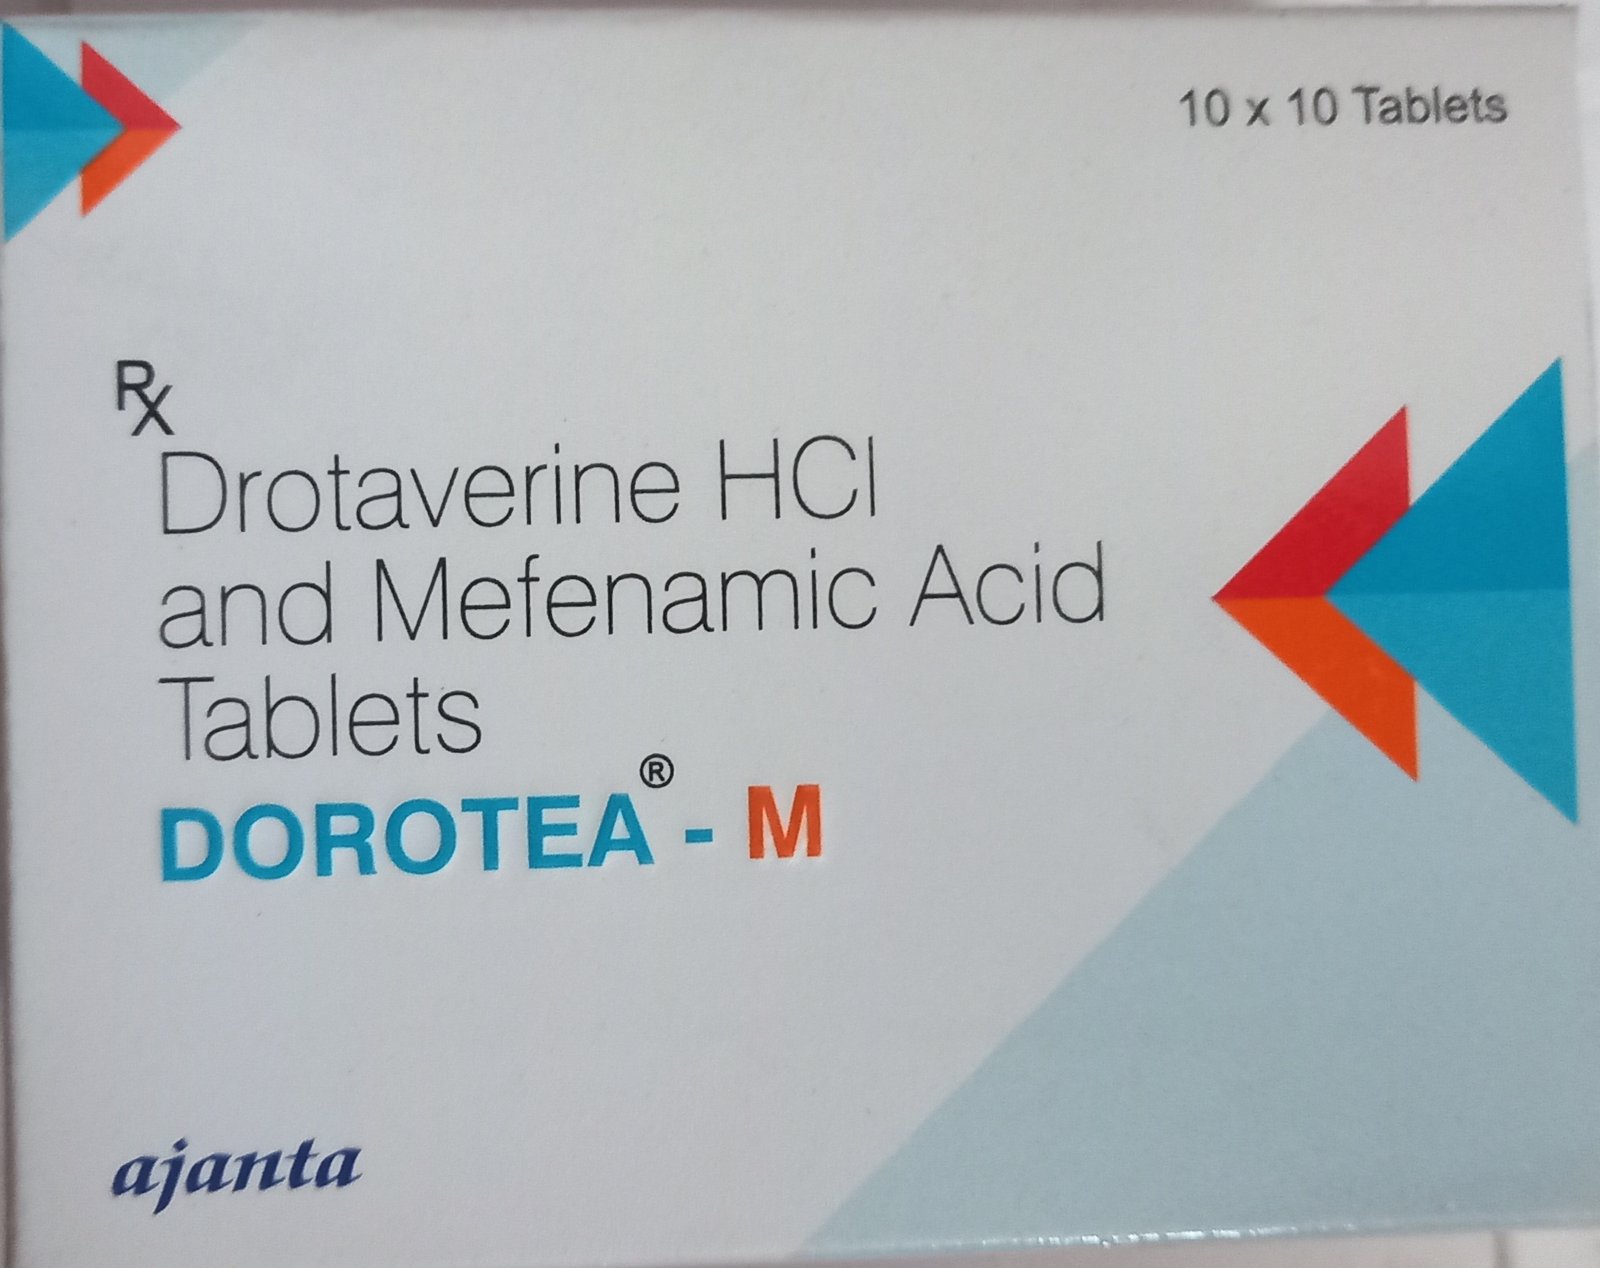 10 x 10 Tablets
Rx
Drotaverine HCl
and Mefenamic Acid
Tablets
DOROTEA® - M
ajanta